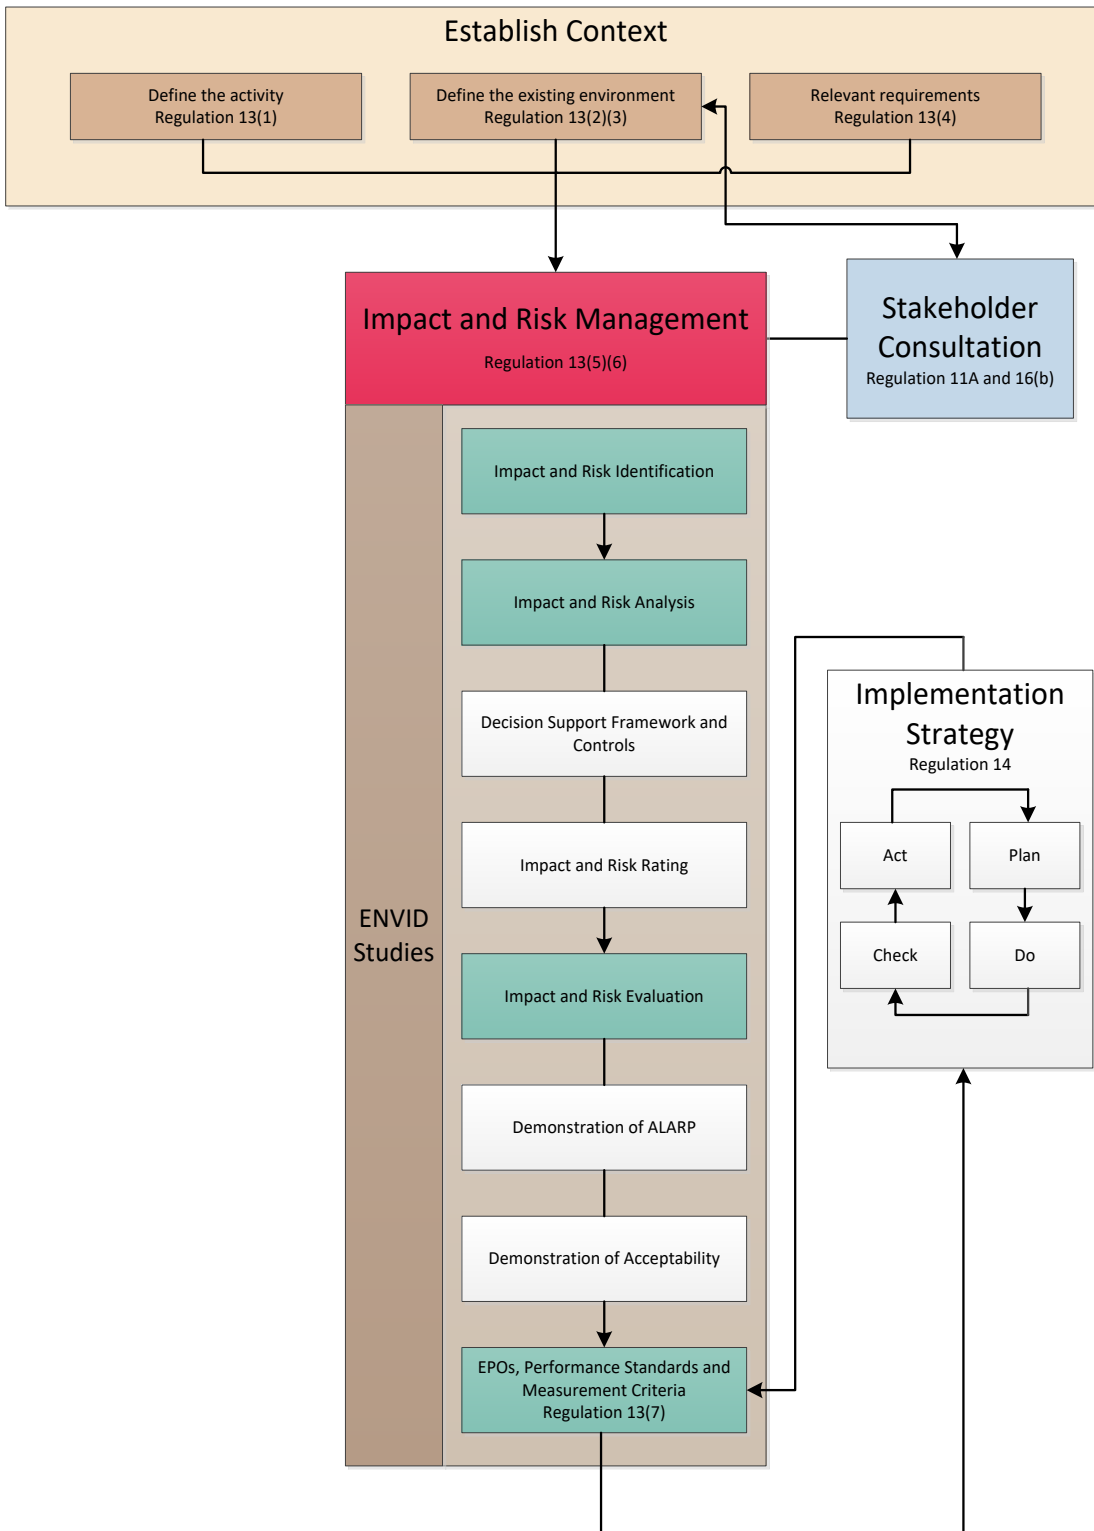 Establish Context
Define the activity
Regulation 13(1)
Define the existing environment
Regulation 13(2)(3)
Relevant requirements
Regulation 13(4)
Impact and Risk Management
Regulation 13(5)(6)
Stakeholder
Consultation
Regulation 11A and 16(b)
ENVID
Studies
Impact and Risk Identification
Impact and Risk Analysis
Decision Support Framework and
Controls
Impact and Risk Rating
Impact and Risk Evaluation
Demonstration of ALARP
Demonstration of Acceptability
EPOs, Performance Standards and
Measurement Criteria
Regulation 13(7)
Implementation
Strategy
Regulation 14
Act
Plan
Check
Do